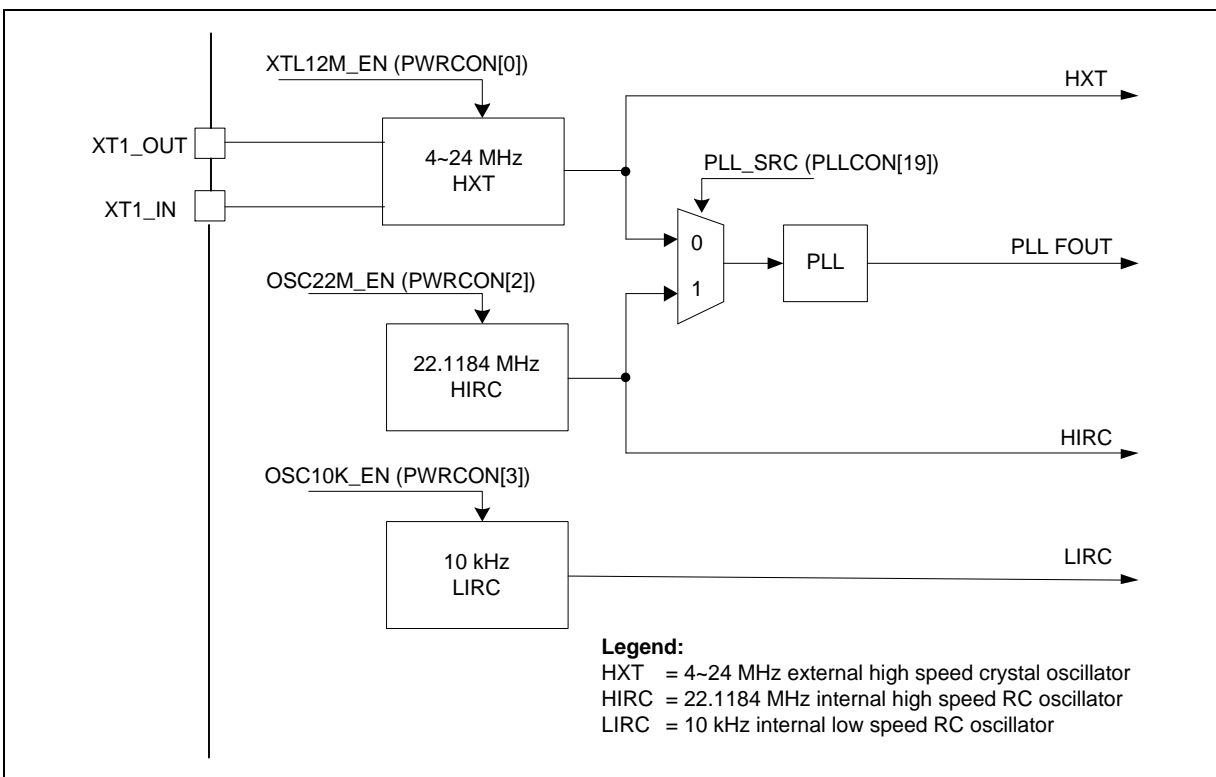 XTL12M_EN (PWRCON[0])
HXT
XT1_OUT
4~24 MHz
HXT
PLL_SRC (PLLCON[19])
XT1_IN
0
PLL
PLL FOUT
1
OSC22M_EN (PWRCON[2])
22.1184 MHz
HIRC
HIRC
OSC10K_EN (PWRCON[3])
10 kHz
LIRC
LIRC
Legend:
HXT = 4~24 MHz external high speed crystal oscillator
HIRC = 22.1184 MHz internal high speed RC oscillator
LIRC = 10 kHz internal low speed RC oscillator